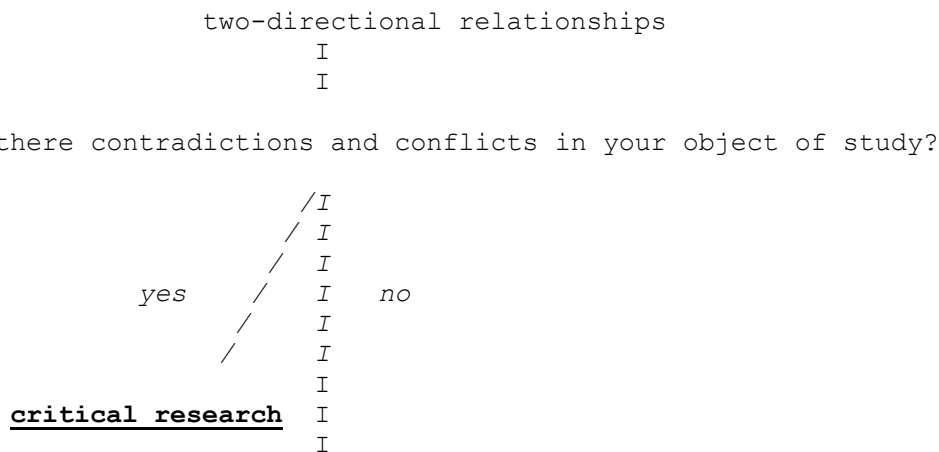 two-directional relationships
I
I
there contradictions and conflicts in your object of study?
/I
/ I
/ I
yes / I no
/ I
/ I
I
critical research I
I